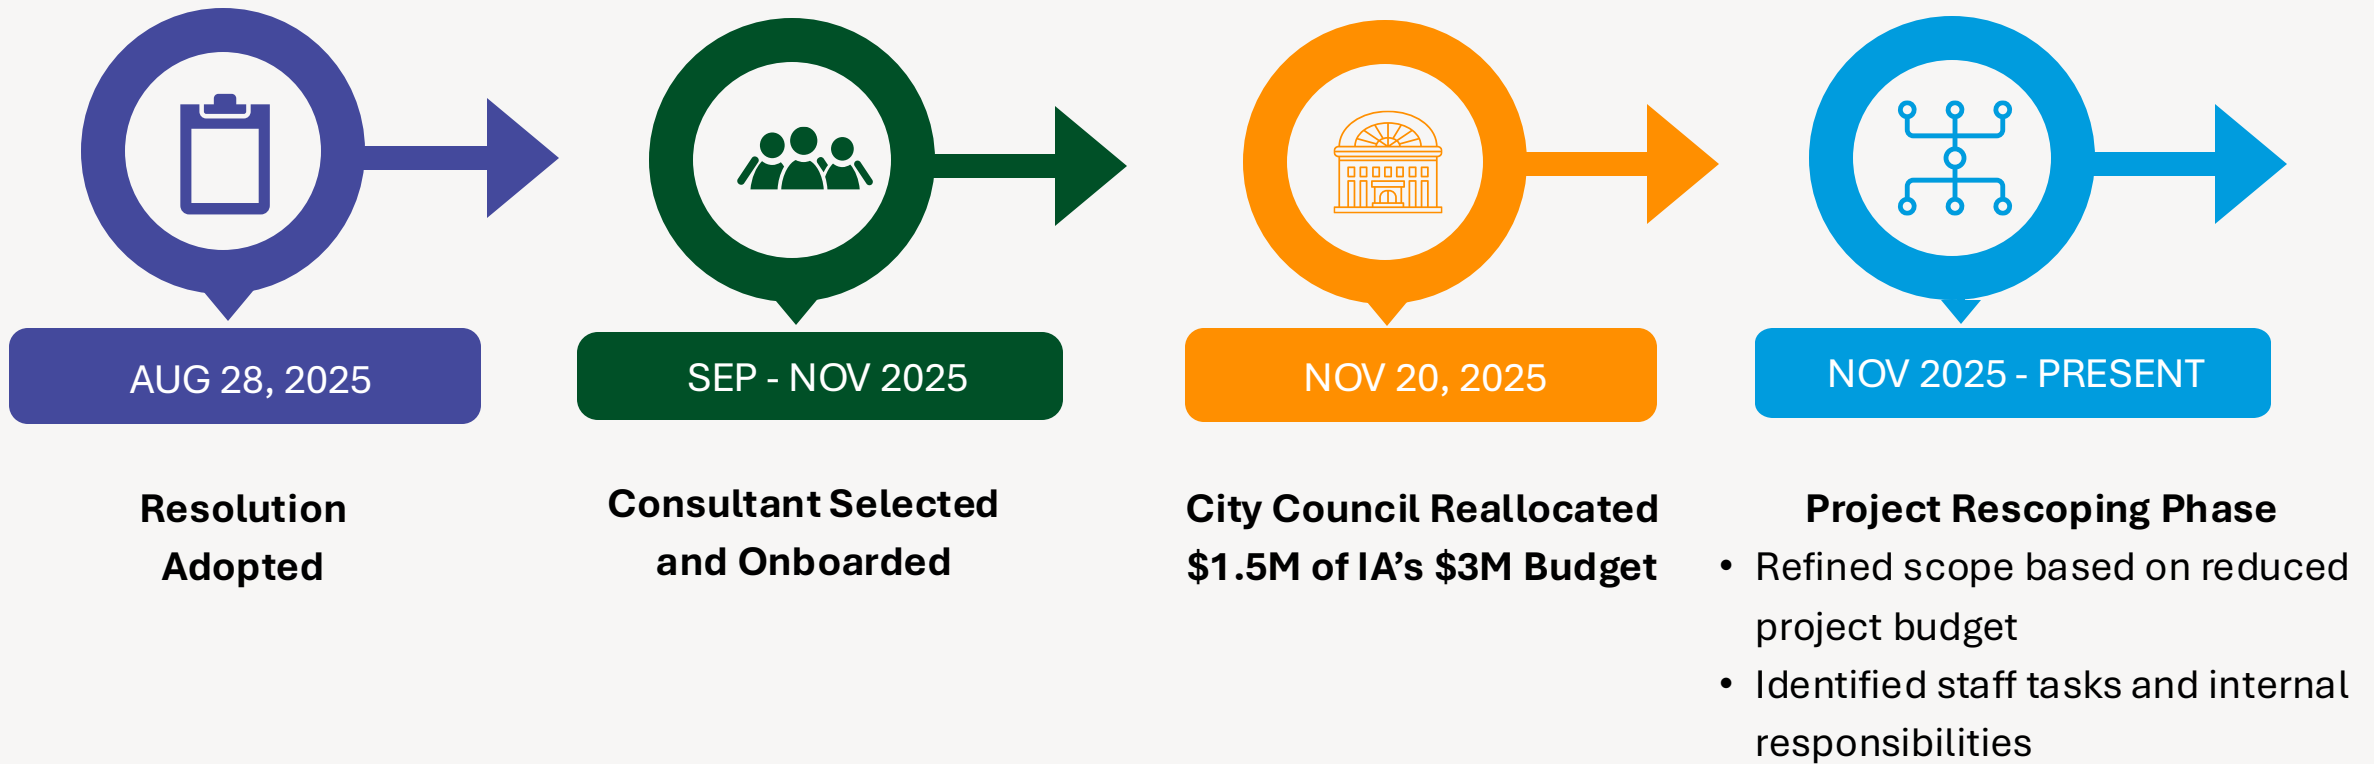 AUG 28, 2025
Resolution
Adopted
SEP - NOV 2025
Consultant Selected
and Onboarded
NOV 20, 2025
City Council Reallocated
$1.5M of IA’s $3M Budget
NOV 2025 - PRESENT
Project Rescoping Phase
• Refined scope based on reduced
project budget
• Identified staff tasks and internal
responsibilities